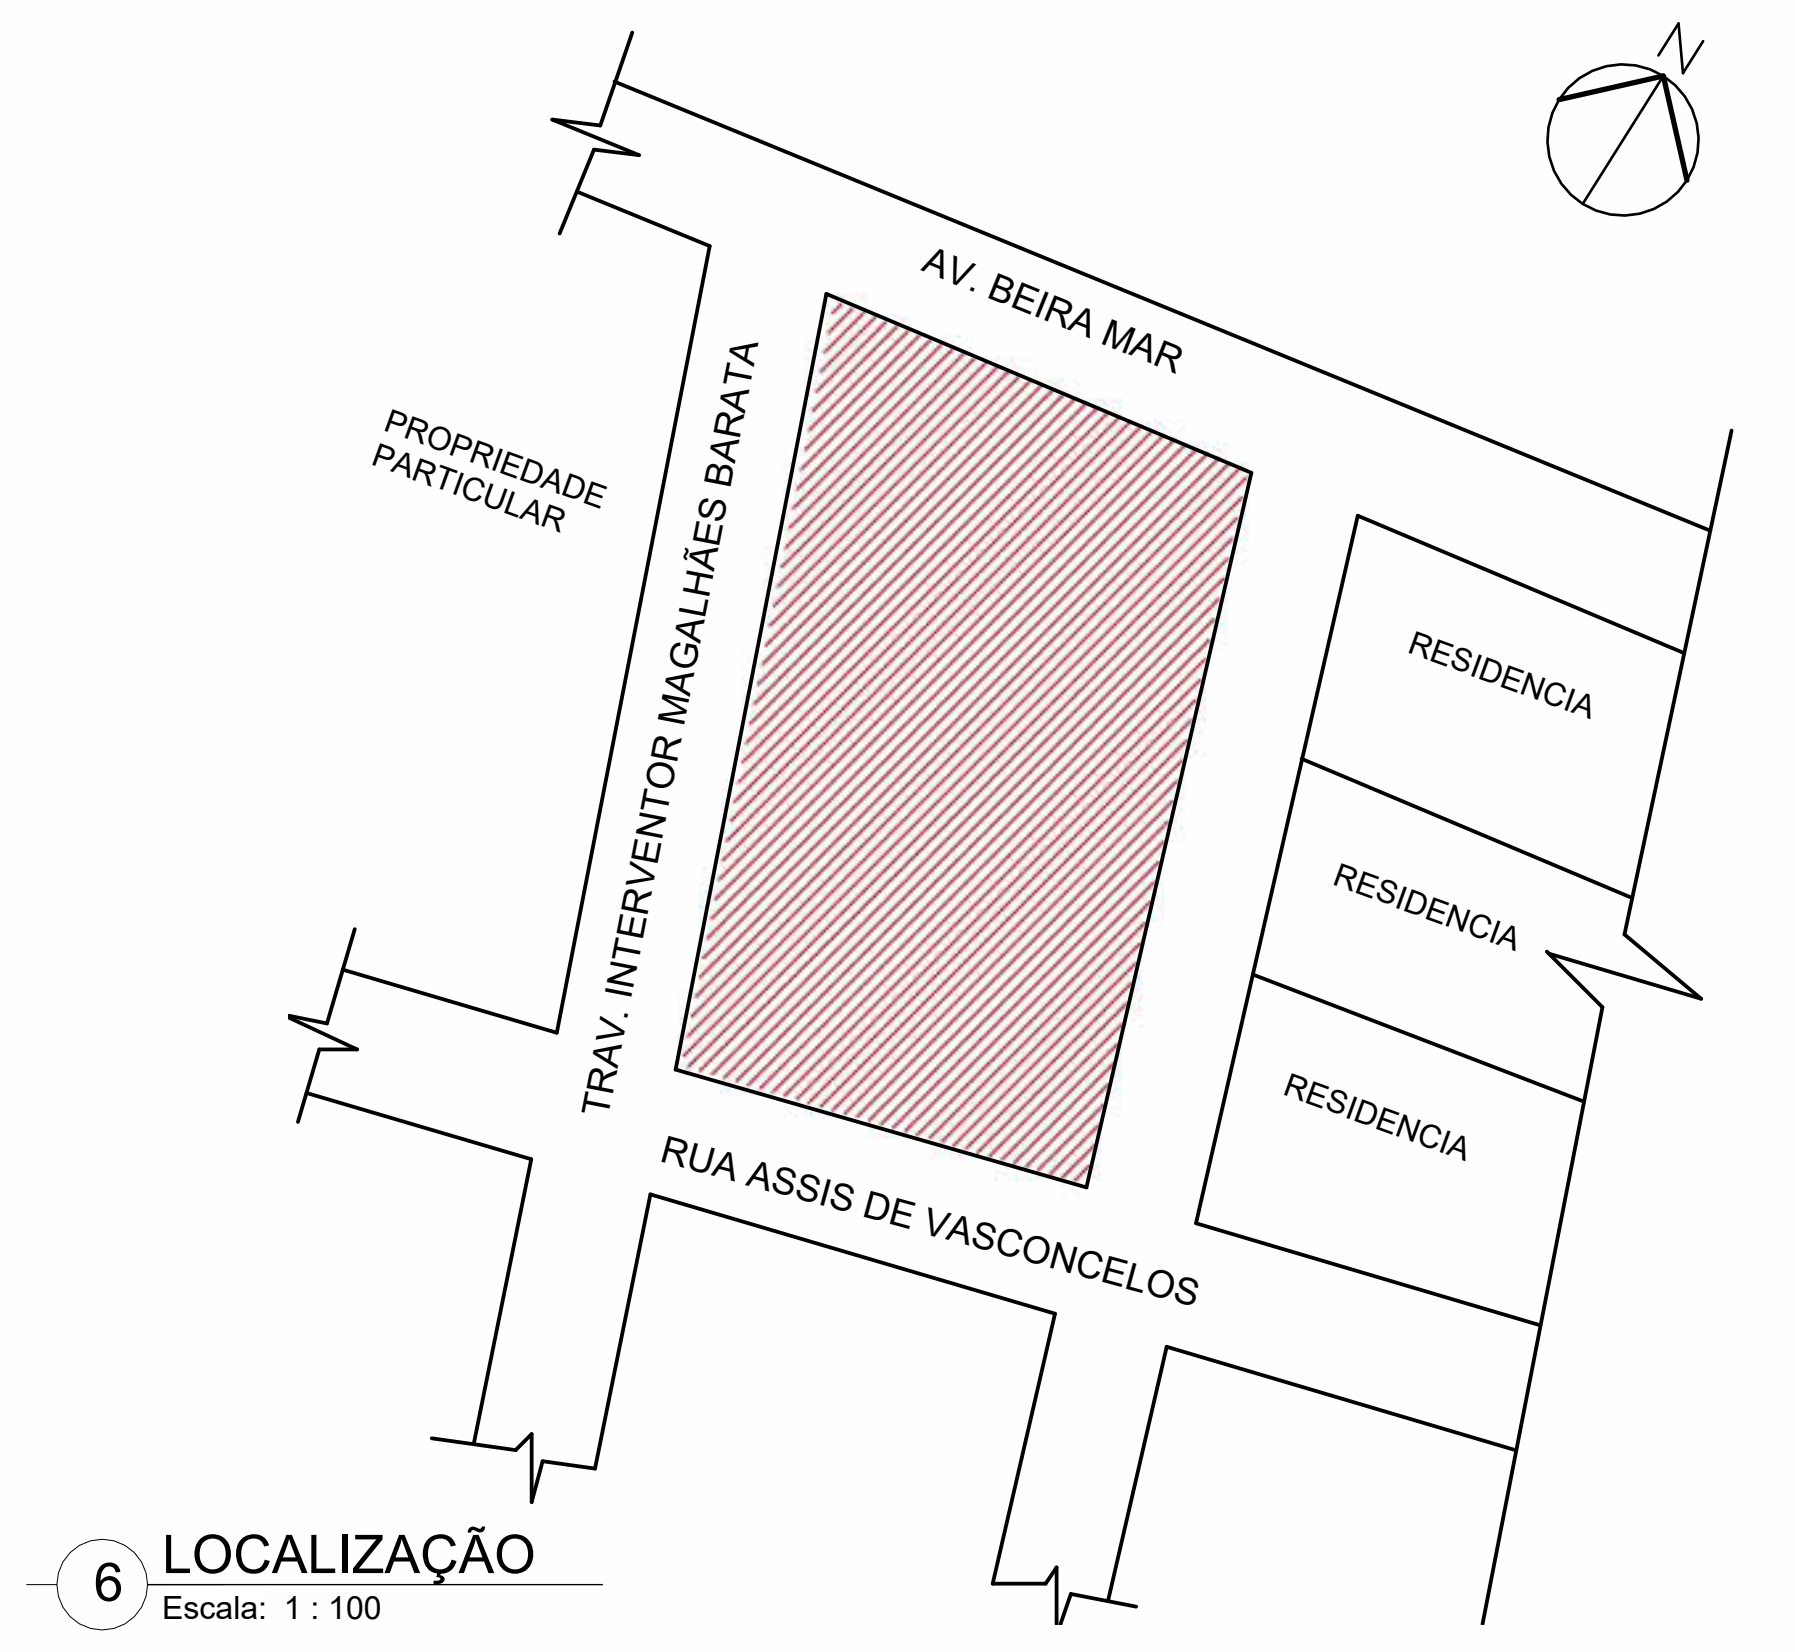 N
AV. BEIRA MAR
PROPRIEDADE
PARTICULAR
TRAV. INTERVENTOR MAGALHÃES BARATA
RESIDENCIA
RESIDENCIA
RESIDENCIA
RUA ASSIS DE VASCONCELOS
6 LOCALIZAÇÃO
Escala: 1 : 100